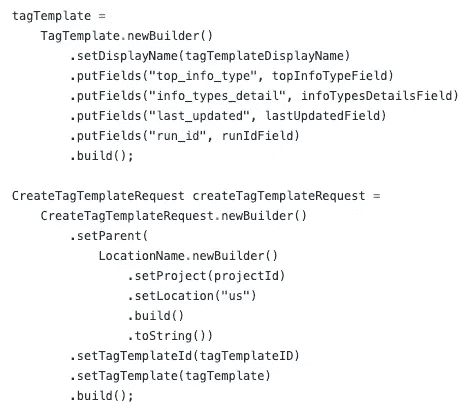 tagTemplate =
    TagTemplate.newBuilder()
        .setDisplayName(tagTemplateDisplayName)
        .putFields("top_info_type", topInfoTypeField)
        .putFields("info_types_detail", infoTypesDetailsField)
        .putFields("last_updated", lastUpdatedField)
        .putFields("run_id", runIdField)
        .build();

CreateTagTemplateRequest createTagTemplateRequest =
    CreateTagTemplateRequest.newBuilder()
        .setParent(
            LocationName.newBuilder()
                .setProject(projectId)
                .setLocation("us")
                .build()
                .toString())
        .setTagTemplateId(tagTemplateID)
        .setTagTemplate(tagTemplate)
        .build();